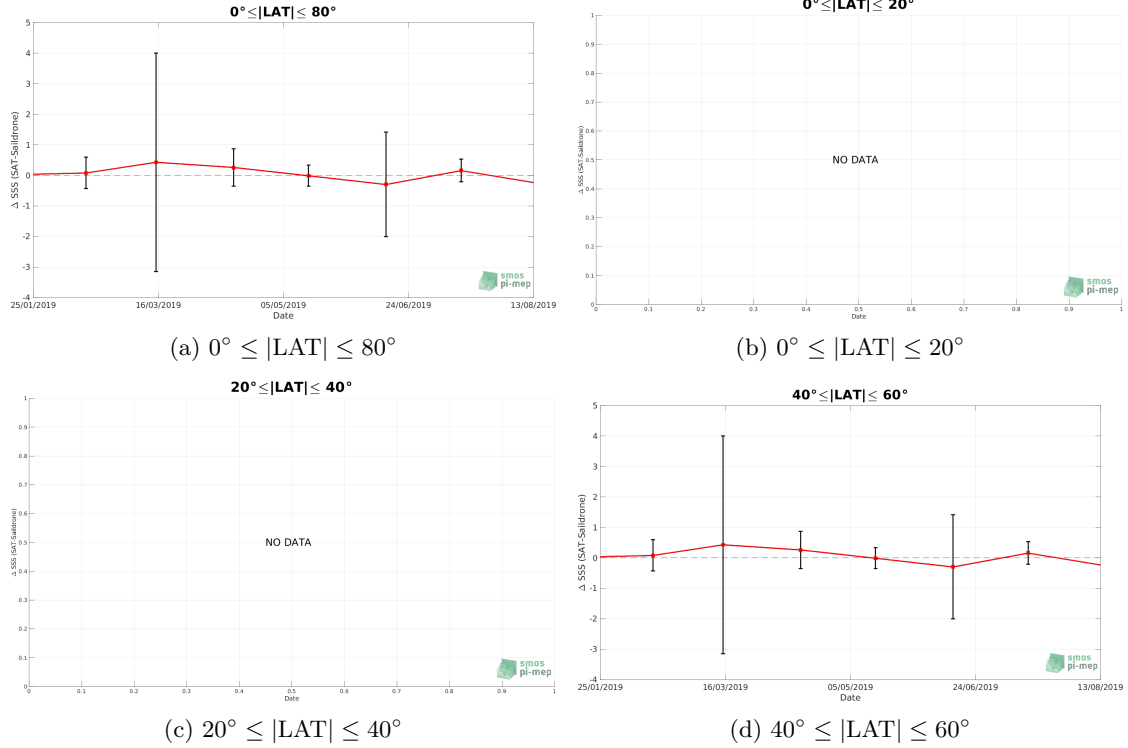 0°≤|LAT|≤ 80°
5
4
3
2
1
0
-1
-2
-3
-4
Δ SSS (SAT-Saildrone)
25/01/2019 16/03/2019 05/05/2019 24/06/2019 13/08/2019
Date
smos
pi-mep
(a) 0° ≤ |LAT| ≤ 80°
0°≤|LAT|≤ 20°
1
0.9
0.8
0.7
0.6
0.5
0.4
0.3
0.2
0.1
0
Δ SSS (SAT-Saildrone)
NO DATA
0 0.1 0.2 0.3 0.4 0.5 0.6 0.7 0.8 0.9 1
Date
smos
pi-mep
(b) 0° ≤ |LAT| ≤ 20°
20°≤|LAT|≤ 40°
1
0.9
0.8
0.7
0.6
0.5
0.4
0.3
0.2
0.1
0
Δ SSS (SAT-Saildrone)
NO DATA
0 0.1 0.2 0.3 0.4 0.5 0.6 0.7 0.8 0.9 1
Date
smos
pi-mep
(c) 20° ≤ |LAT| ≤ 40°
40°≤|LAT|≤ 60°
5
4
3
2
1
0
-1
-2
-3
-4
Δ SSS (SAT-Saildrone)
25/01/2019 16/03/2019 05/05/2019 24/06/2019 13/08/2019
Date
smos
pi-mep
(d) 40° ≤ |LAT| ≤ 60°